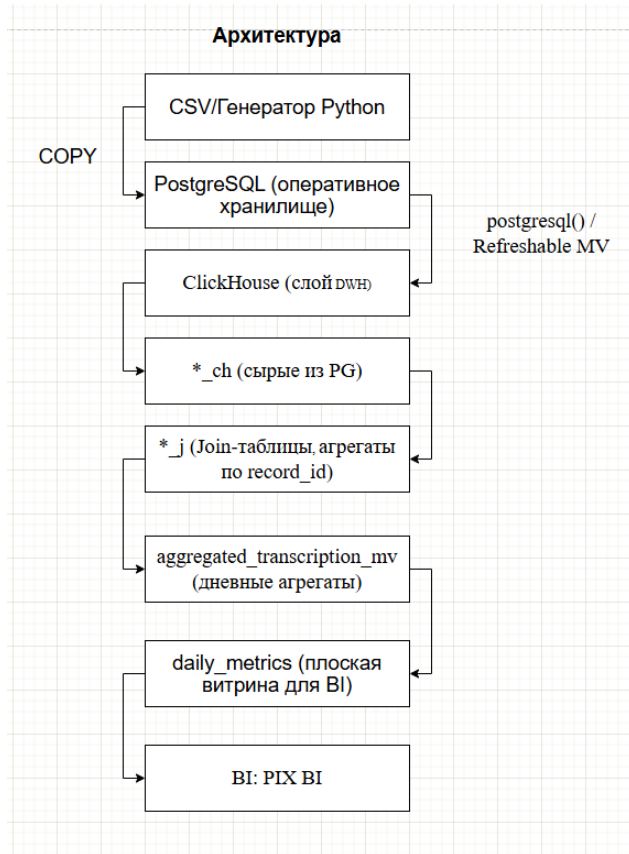 Архитектура
CSV/Генератор Python
COPY
PostgreSQL (оперативное
хранилище)
postgresql() /
Refreshable MV
ClickHouse (слой DWH)
*_ch (сырые из PG)
*_j (Join-таблицы, агрегаты
по record_id)
aggregated_transcription_mv
(дневные агрегаты)
daily_metrics (плоская
витрина для BI)
BI: PIX BI